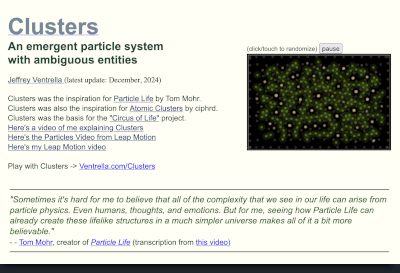 Clusters
An emergent particle system
with ambiguous entities
(click/touch to randomize) pause
Jeffrey Ventrella (latest update: December, 2024)
Clusters was the inspiration for Particle Life by Tom Mohr.
Clusters was also the inspiration for Atomic Clusters by ciphrd.
Clusters was the basis for the "Circus of Life" project.
Here's a video of me explaining Clusters
Here's the Particles Video from Leap Motion
Here's my Leap Motion video
Play with Clusters -> Ventrella.com/Clusters
"Sometimes it's hard for me to believe that all of the complexity that we see in our life can arise from
particle physics. Even humans, thoughts, and emotions. But for me, seeing how Particle Life can
already create these lifelike structures in a much simpler universe makes all of it a bit more
believable."
- - Tom Mohr, creator of Particle Life (transcription from this video)